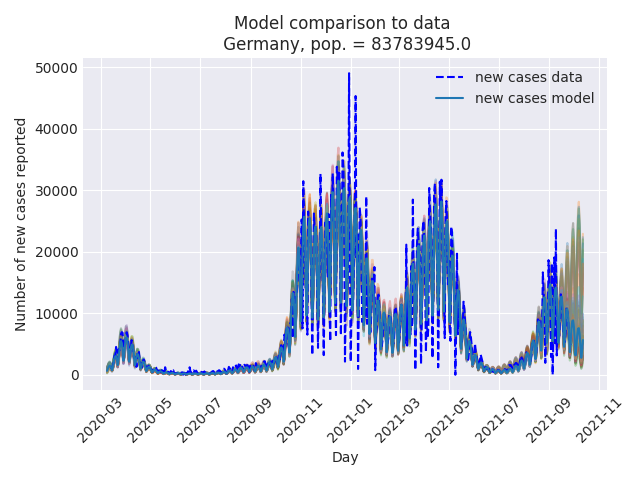 Model comparison to data
Germany, pop. = 83783945.0
new cases data
new cases model
Number of new cases reported
50000
40000
30000
20000
10000
0
2020-03
2020-05
2020-07
2020-09
2020-11
2021-01
2021-03
2021-05
2021-07
2021-09
2021-11
Day